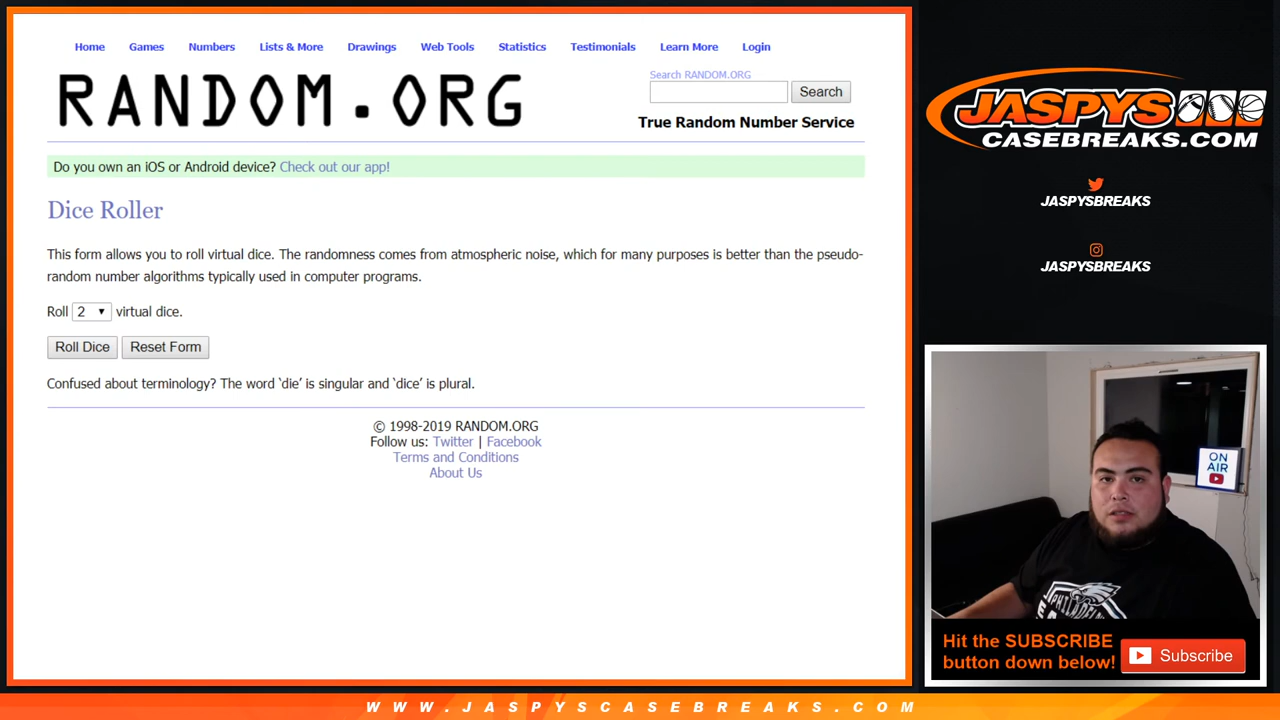 Home Games Numbers Lists & More Drawings Web Tools Statistics Testimonials Learn More Login
RANDOM.ORG
Search RANDOM.ORG
Search
True Random Number Service
Do you own an iOS or Android device? Check out our app!
Dice Roller
This form allows you to roll virtual dice. The randomness comes from atmospheric noise, which for many purposes is better than the pseudo-
random number algorithms typically used in computer programs.
Roll 2 virtual dice.
Roll Dice Reset Form
Confused about terminology? The word ‘die’ is singular and ‘dice’ is plural.
© 1998-2019 RANDOM.ORG
Follow us: Twitter | Facebook
Terms and Conditions
About Us
JASPYS
CASEBREAKS.COM
JASPYSBREAKS
JASPYSBREAKS
ON
AIR
PHILADELPHI
Hit the SUBSCRIBE
button down below!
Subscribe
WWW.JASPYSCASEBREAKS.COM